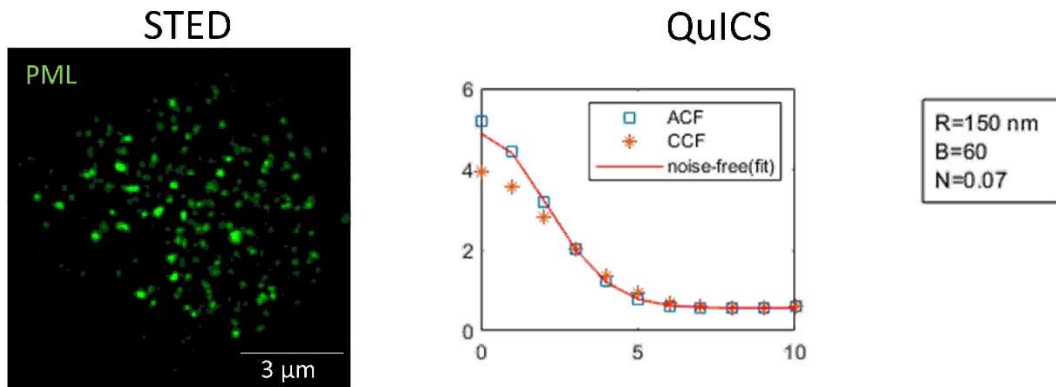 STED
QuICS
PML
3 µm
6
4
2
0
0
5
10
ACF
CCF
noise-free(fit)
R=150 nm
B=60
N=0.07